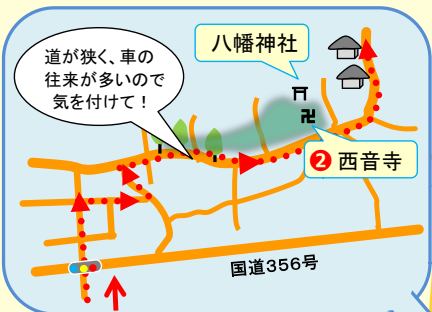 八幡神社
道が狭く、車の
往来が多いので
気を付けて！
❷ 西音寺
国道356号